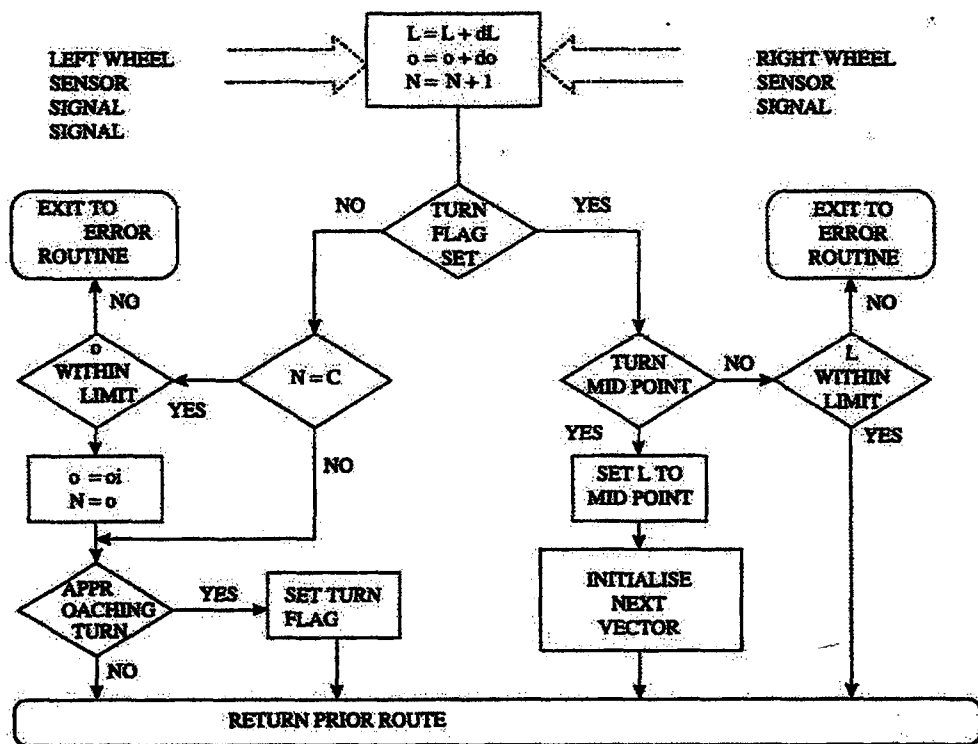 L = L + dL
o = o + do
N = N + 1
LEFT WHEEL
SENSOR
SIGNAL
SIGNAL
RIGHT WHEEL
SENSOR
SIGNAL
EXIT TO
ERROR
ROUTINE
NO
TURN
FLAG
SET
YES
EXIT TO
ERROR
ROUTINE
NO
NO
o
WITHIN
LIMIT
YES
N = C
TURN
MID POINT
NO
L
WITHIN
LIMIT
YES
YES
NO
o = oi
N = o
SET L TO
MID POINT
APPR
OACHING
TURN
YES
SET TURN
FLAG
INITIALISE
NEXT
VECTOR
NO
RETURN PRIOR ROUTE